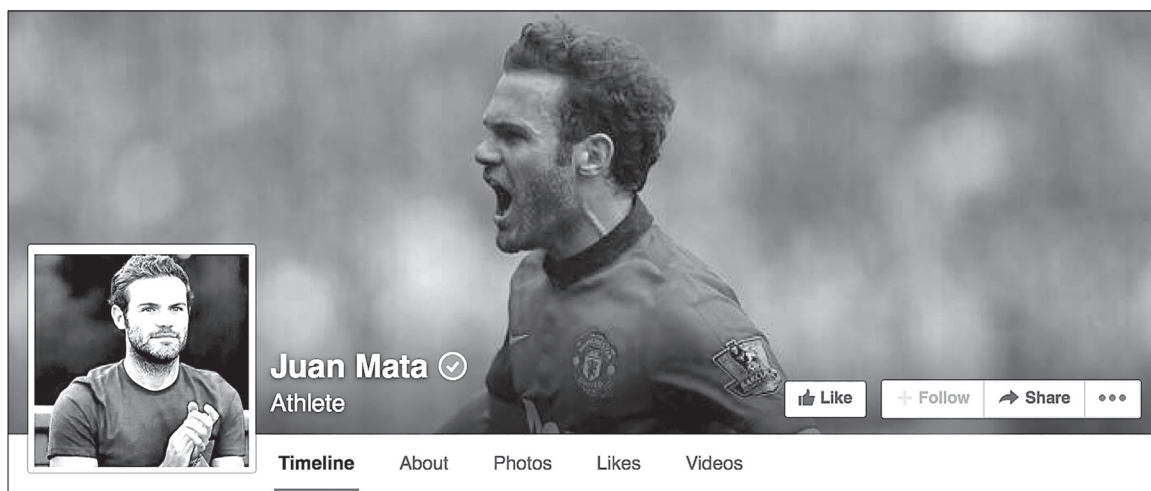 Juan Mata
Athlete
Like
Follow
Share
Timeline
About
Photos
Likes
Videos